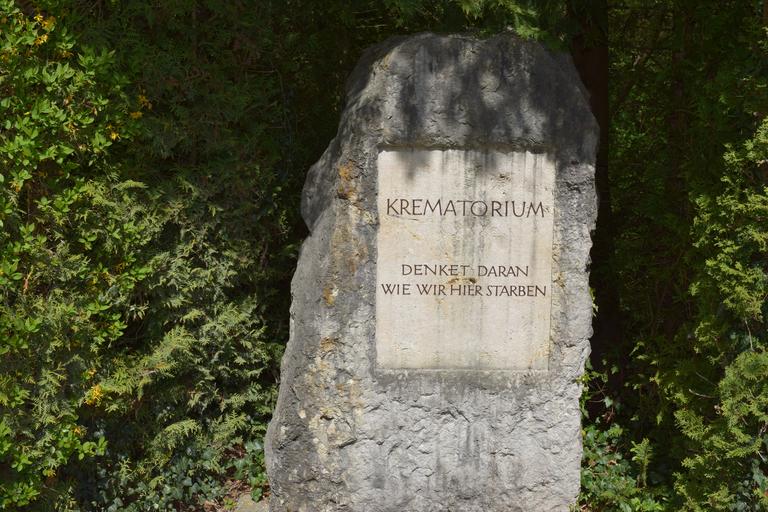 KREMATORIUM
DENKET DARAN
WIE WIR HIER STARBEN